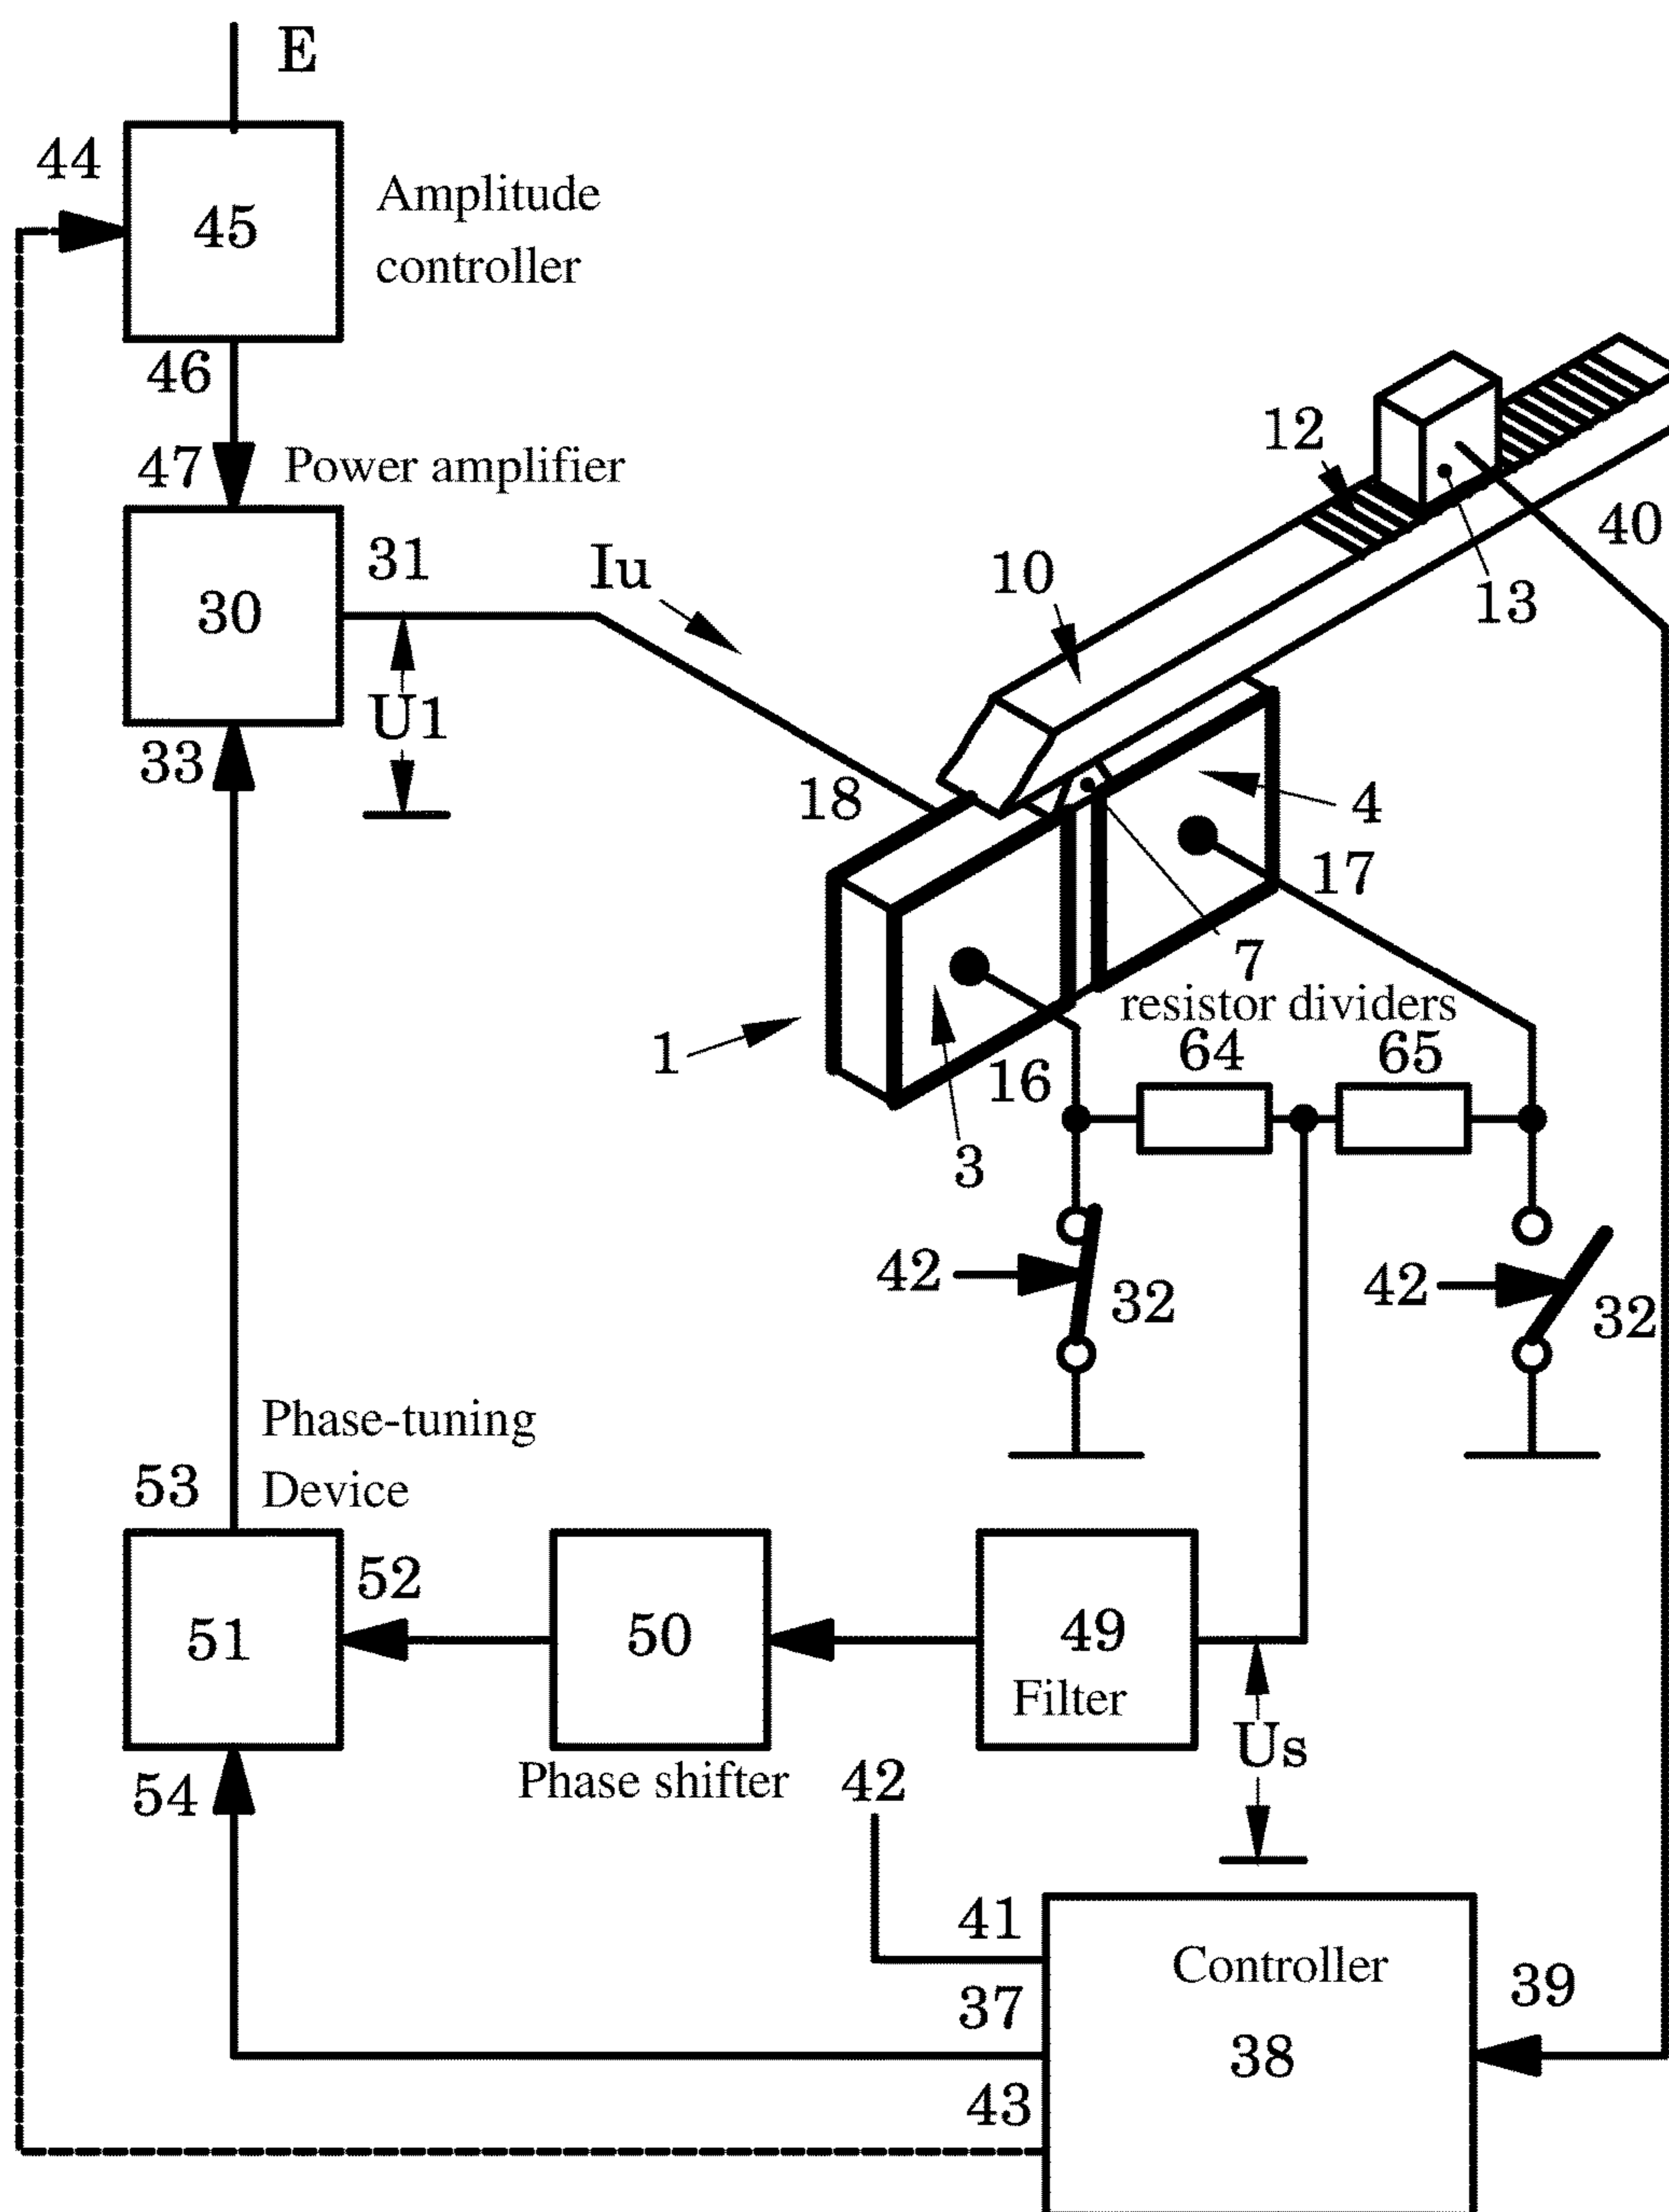 E
44
45
Amplitude
controller
46
47
Power amplifier
30
31
Iu
33
U1
18
10
12
13
40
4
17
7
resistor dividers
64
65
1
16
3
42
32
42
32
Phase-tuning
Device
53
52
51
50
49
Filter
Phase shifter
54
42
Us
41
Controller
37
39
38
43